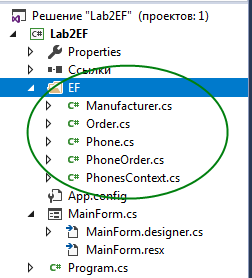 Решение "Lab2EF" (проектов: 1)
Lab2EF
Properties
Ссылки
EF
Manufacturer.cs
Order.cs
Phone.cs
PhoneOrder.cs
PhonesContext.cs
App.config
MainForm.cs
MainForm.designer.cs
MainForm.resx
Program.cs